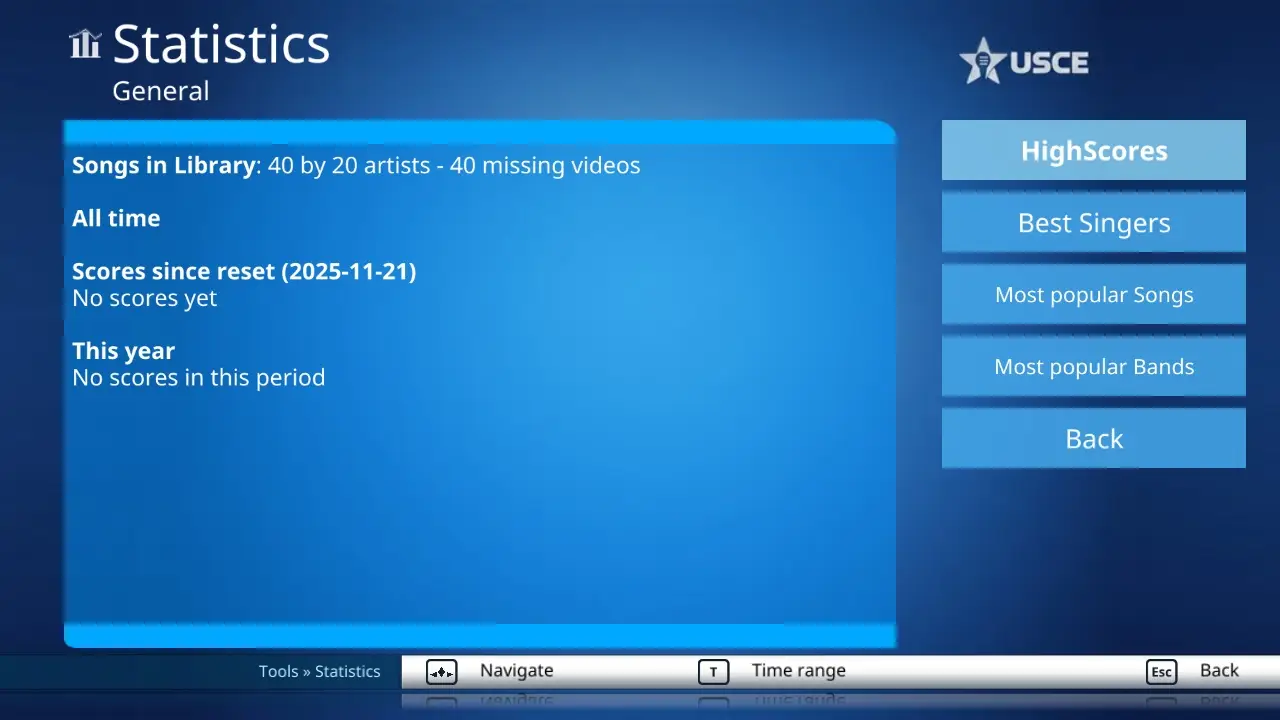 Statistics
General
USCE
Songs in Library: 40 by 20 artists - 40 missing videos
All time
Scores since reset (2025-11-21)
No scores yet
This year
No scores in this period
HighScores
Best Singers
Most popular Songs
Most popular Bands
Back
Tools » Statistics
Navigate
T Time range
Esc Back